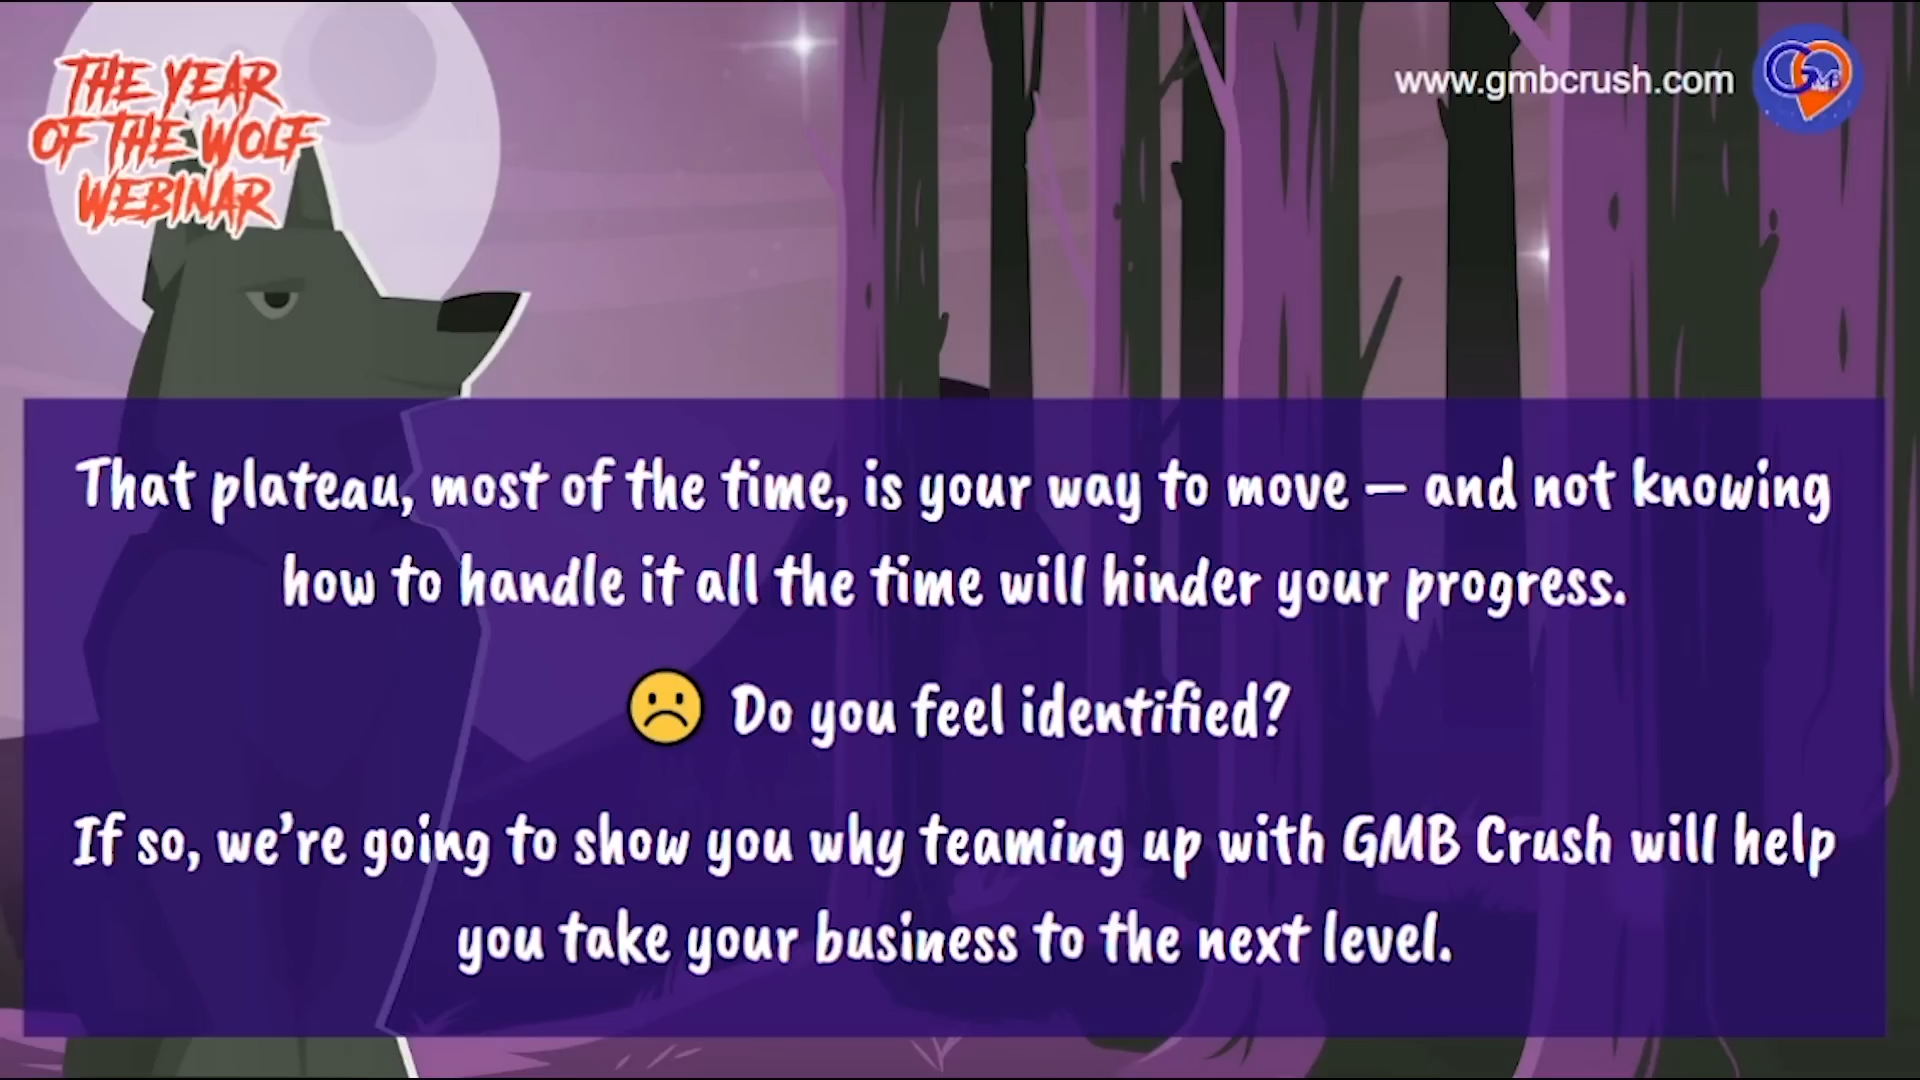 THE YEAR
OF THE WOLF
WEBINAR
www.gmbcrush.com
GMB
That plateau, most of the time, is your way to move – and not knowing
how to handle it all the time will hinder your progress.
Do you feel identified?
If so, we're going to show you why teaming up with GMB Crush will help
you take your business to the next level.